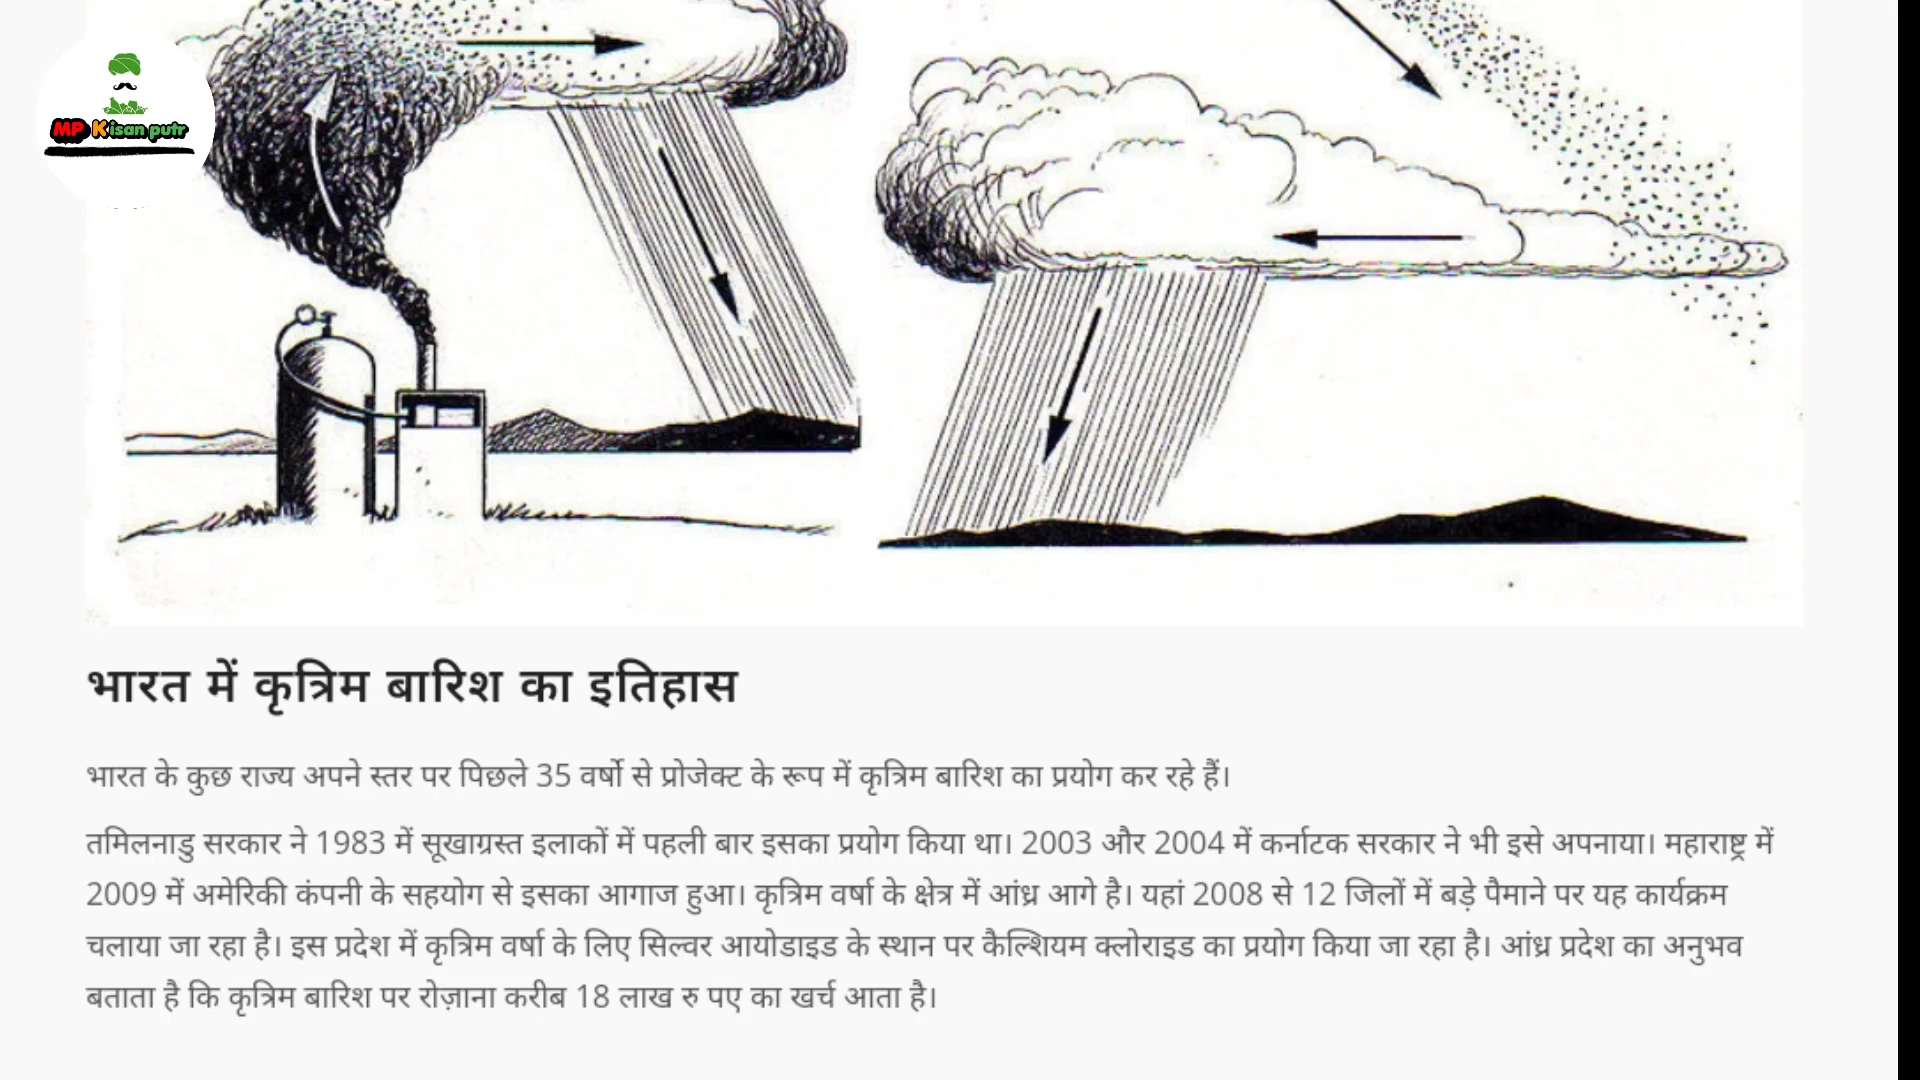 MP Kisan putr
भारत में कृत्रिम बारिश का इतिहास
भारत के कुछ राज्य अपने स्तर पर पिछले 35 वर्षो से प्रोजेक्ट के रूप में कृत्रिम बारिश का प्रयोग कर रहे हैं।
तमिलनाडु सरकार ने 1983 में सूखाग्रस्त इलाकों में पहली बार इसका प्रयोग किया था। 2003 और 2004 में कर्नाटक सरकार ने भी इसे अपनाया। महाराष्ट्र में
2009 में अमेरिकी कंपनी के सहयोग से इसका आगाज हुआ। कृत्रिम वर्षा के क्षेत्र में आंध्र आगे है। यहां 2008 से 12 जिलों में बड़े पैमाने पर यह कार्यक्रम
चलाया जा रहा है। इस प्रदेश में कृत्रिम वर्षा के लिए सिल्वर आयोडाइड के स्थान पर कैल्शियम क्लोराइड का प्रयोग किया जा रहा है। आंध्र प्रदेश का अनुभव
बताता है कि कृत्रिम बारिश पर रोज़ाना करीब 18 लाख रु पए का खर्च आता है।